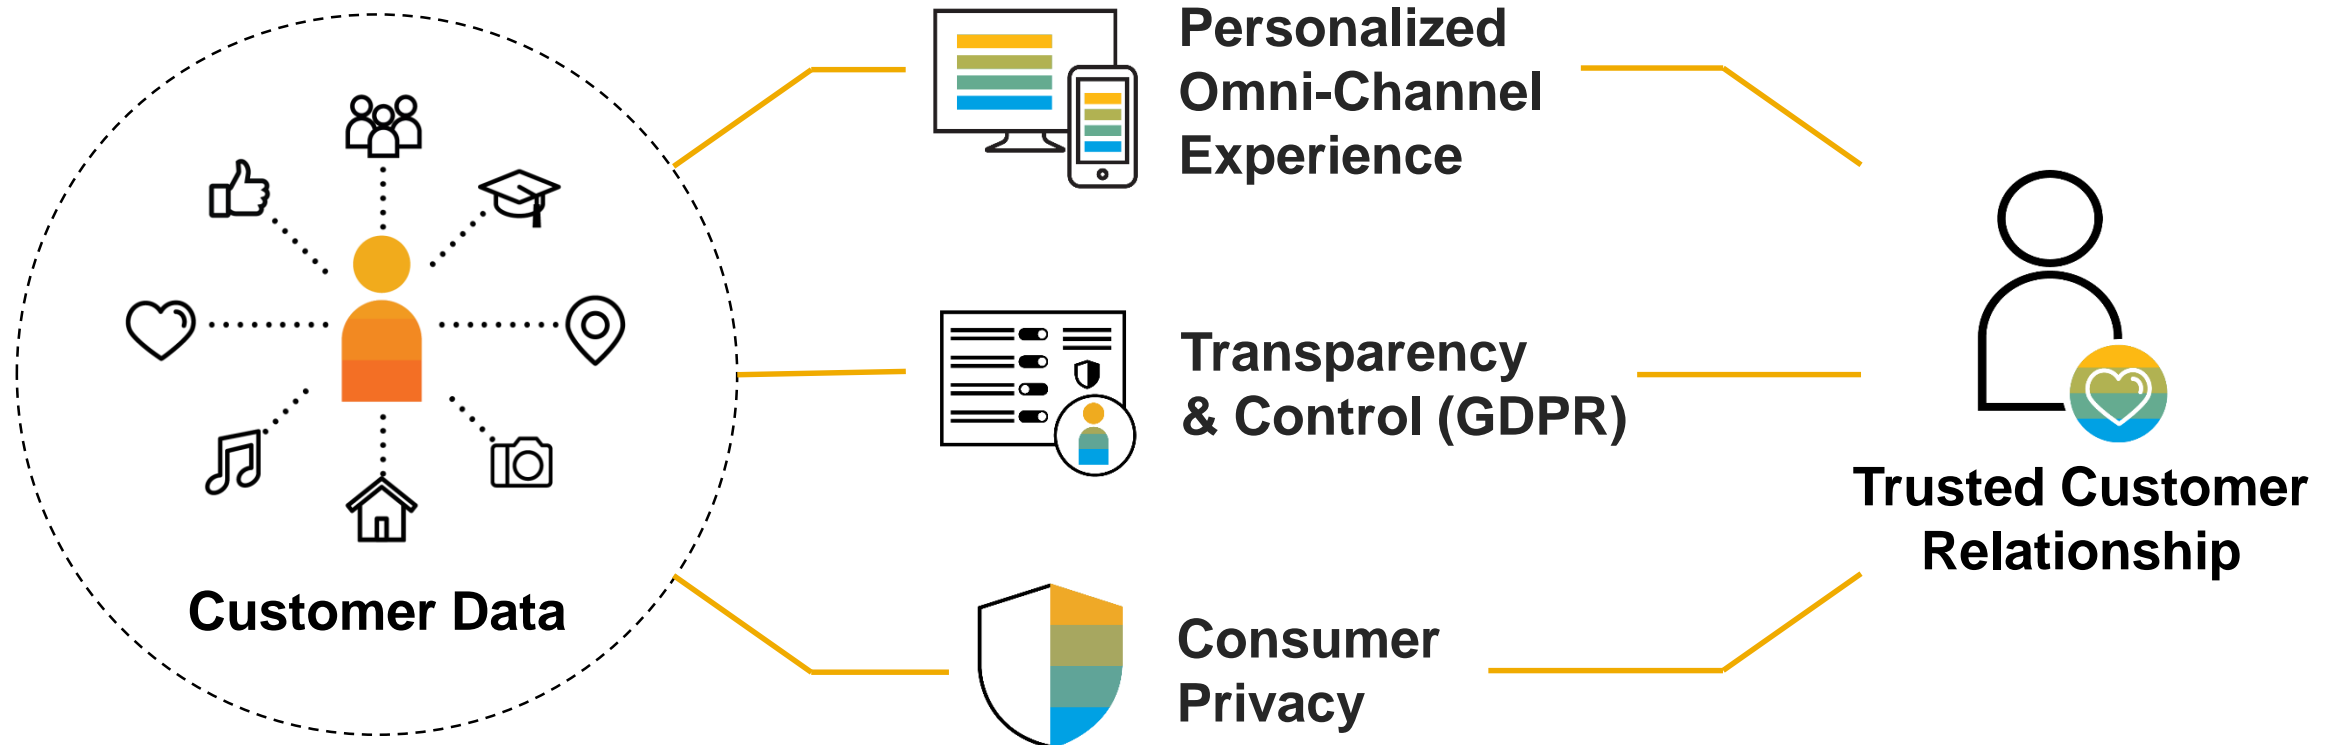 Customer Data
Personalized
Omni-Channel
Experience
Transparency
& Control (GDPR)
Consumer
Privacy
Trusted Customer
Relationship